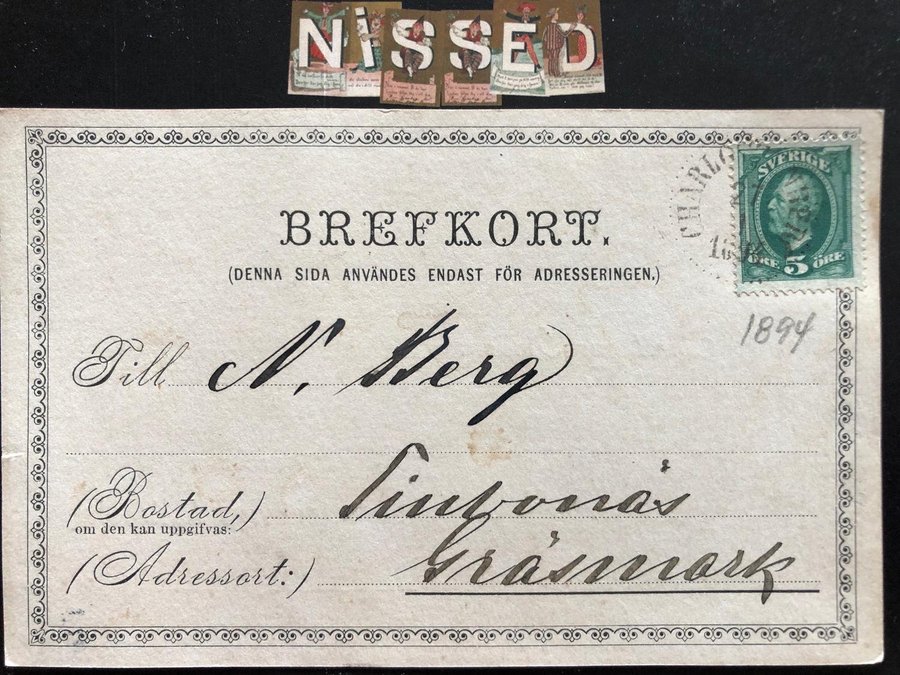 NiSSED
BREFKORT.
(DENNA SIDA ANVÄNDES ENDAST FÖR ADRESSERINGEN.)
SVERIGE
ÖRE 5 ÖRE
1894
Till N. Berg
(Bostad,)
om den kan uppgifvas:
(Adressort:) Gräsmark